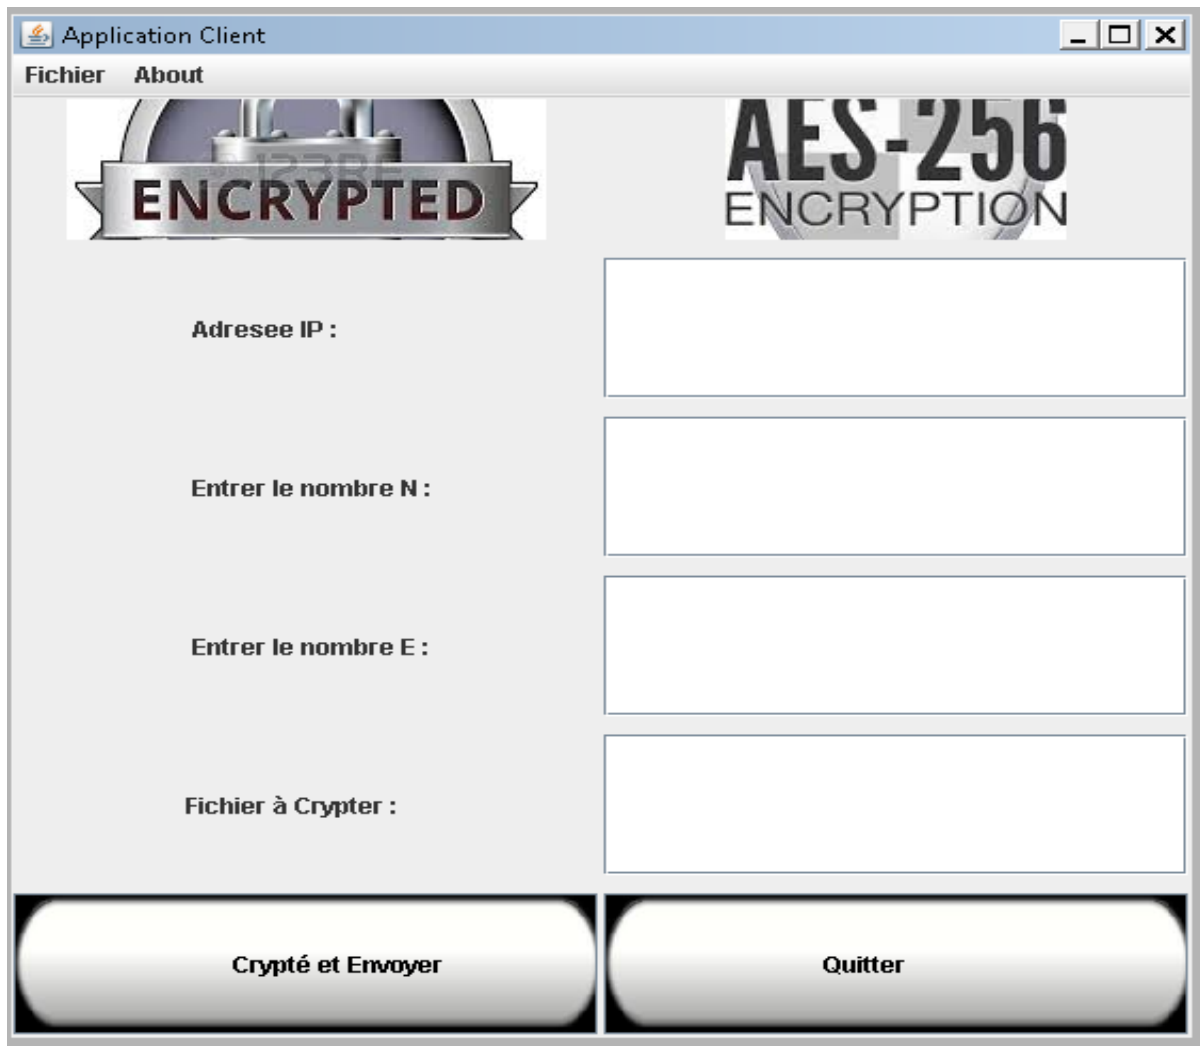 Application Client
Fichier About
ENCRYPTED
AES-256
ENCRYPTION
Adresee IP :
Entrer le nombre N :
Entrer le nombre E :
Fichier à Crypter :
Crypté et Envoyer
Quitter